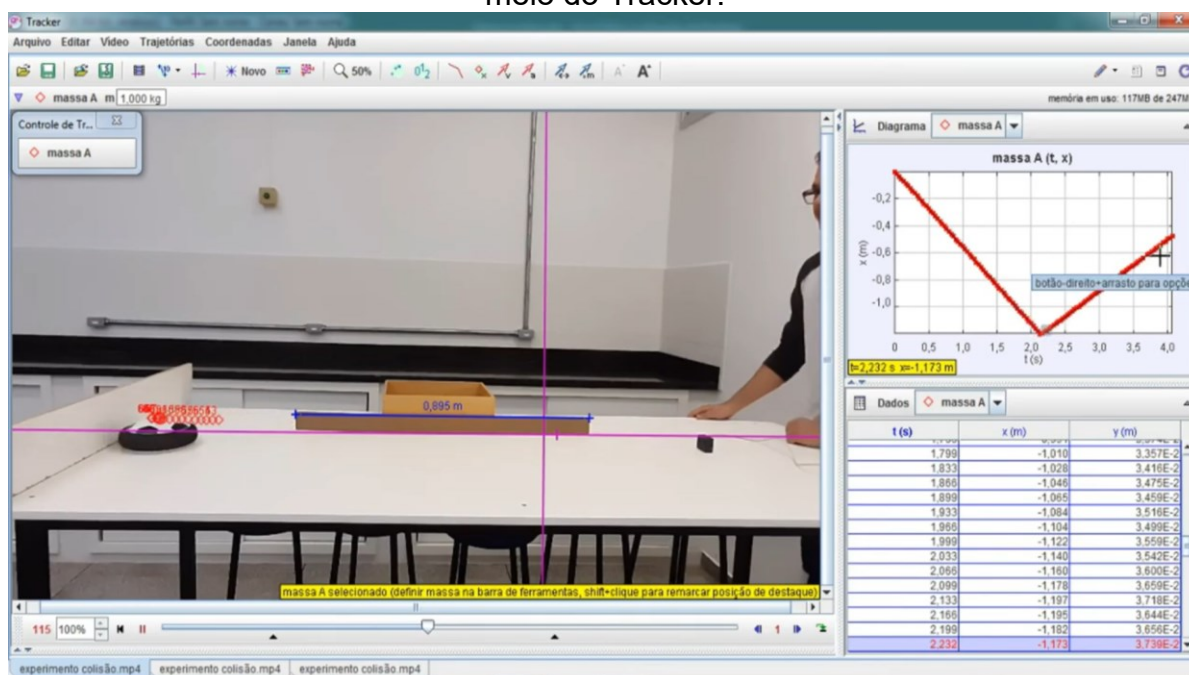 meio do Tracker.
Tracker
Arquivo Editar Video Trajetórias Coordenadas Janela Ajuda
Novo 50%
massa A m 1,000 kg
memória em uso: 117MB de 247M
Controle de Tr...
massa A
0,895 m
massa A selecionado (definir massa na barra de ferramentas, shift+clique para remarcar posição de destaque)
115 100% 1
experimento colisão.mp4 experimento colisão.mp4 experimento colisão.mp4
Diagrama massa A
massa A (t, x)
x (m)
-0,2
-0,4
-0,6
-0,8
-1,0
botão-direito+arrasto para opçõe
0 0,5 1,0 1,5 2,0 2,5 3,0 3,5 4,0
t (s)
t=2,232 s x=-1,173 m
Dados massa A
t (s) x (m) y (m)
1,799 -1,010 3,357E-2
1,833 -1,028 3,416E-2
1,866 -1,046 3,475E-2
1,899 -1,065 3,459E-2
1,933 -1,084 3,516E-2
1,966 -1,104 3,499E-2
1,999 -1,122 3,559E-2
2,033 -1,140 3,542E-2
2,066 -1,160 3,600E-2
2,099 -1,178 3,659E-2
2,133 -1,197 3,718E-2
2,166 -1,195 3,644E-2
2,199 -1,182 3,656E-2
2,232 -1,173 3,739E-2